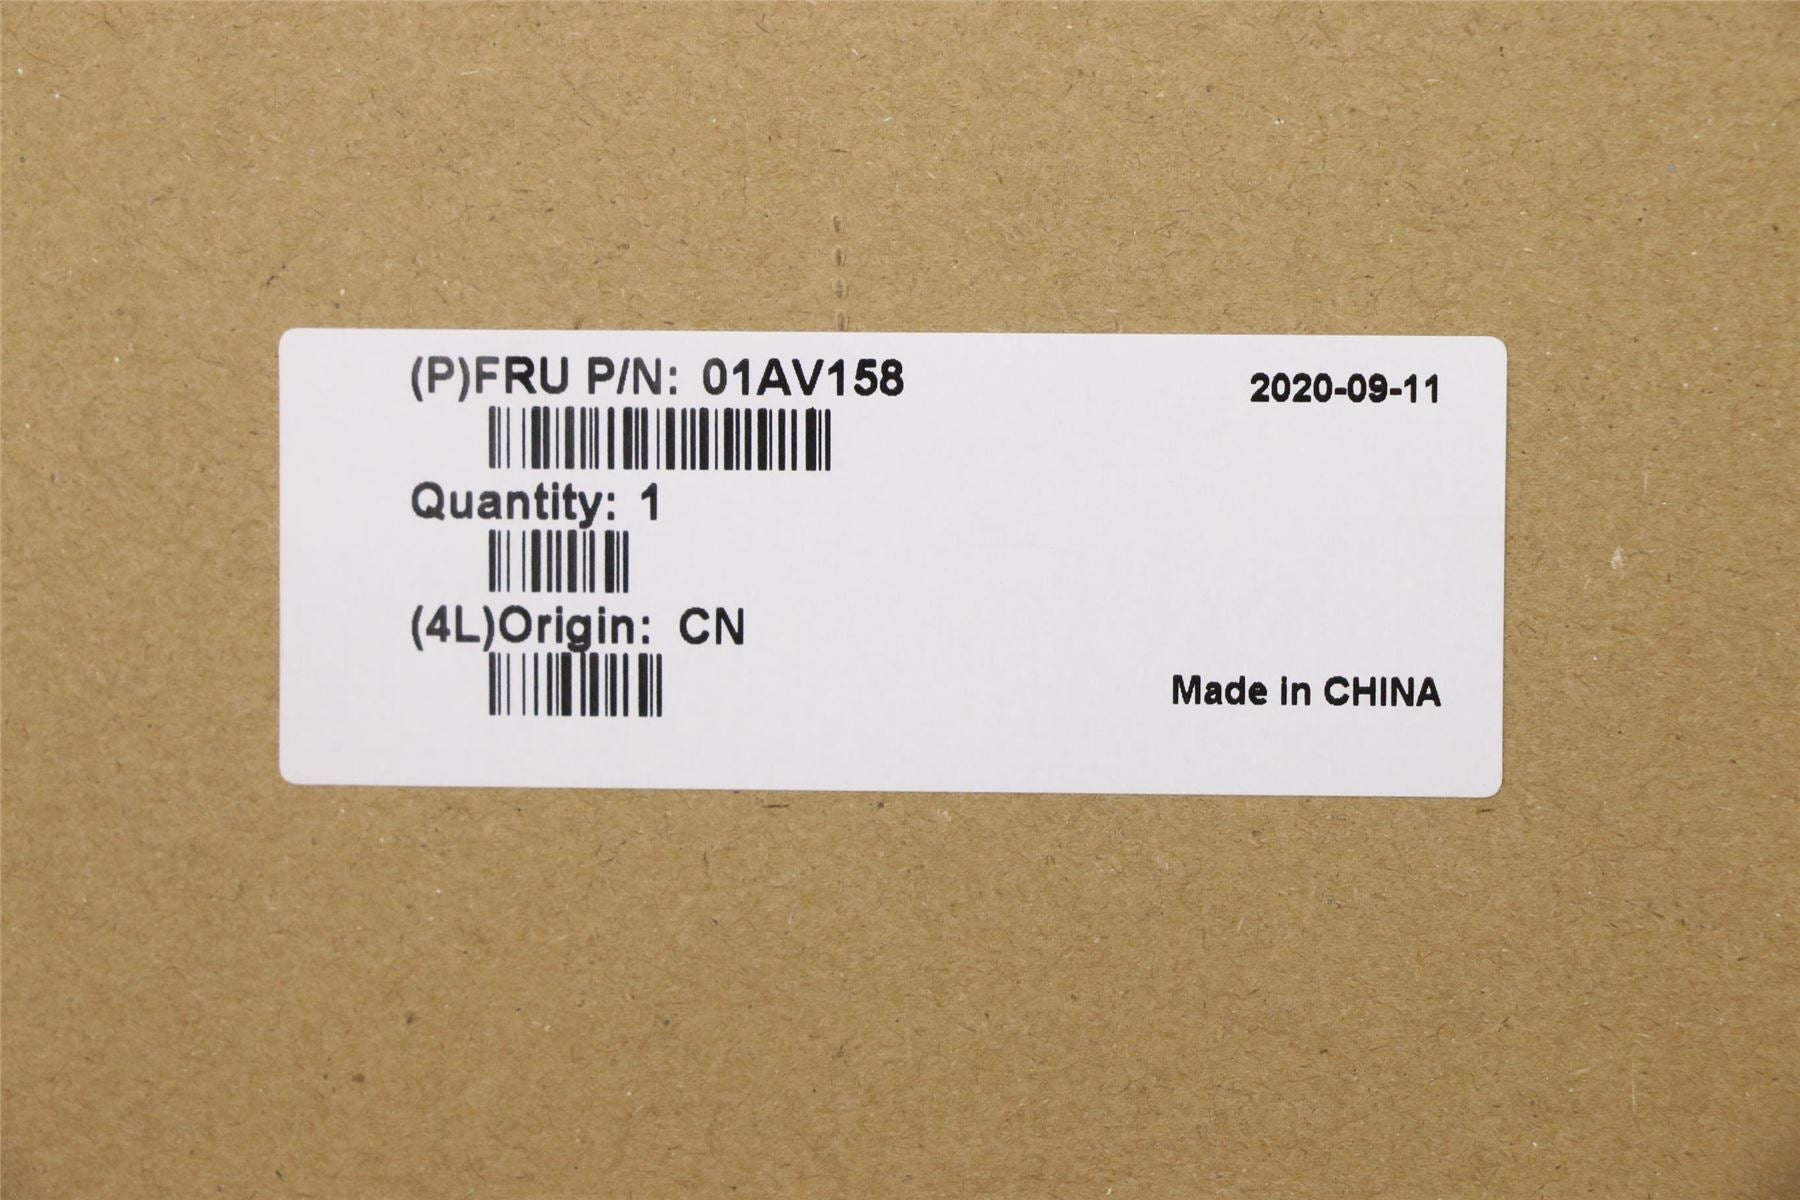 (P)FRU P/N: 01AV158
2020-09-11
Quantity: 1
(4L)Origin: CN
Made in CHINA